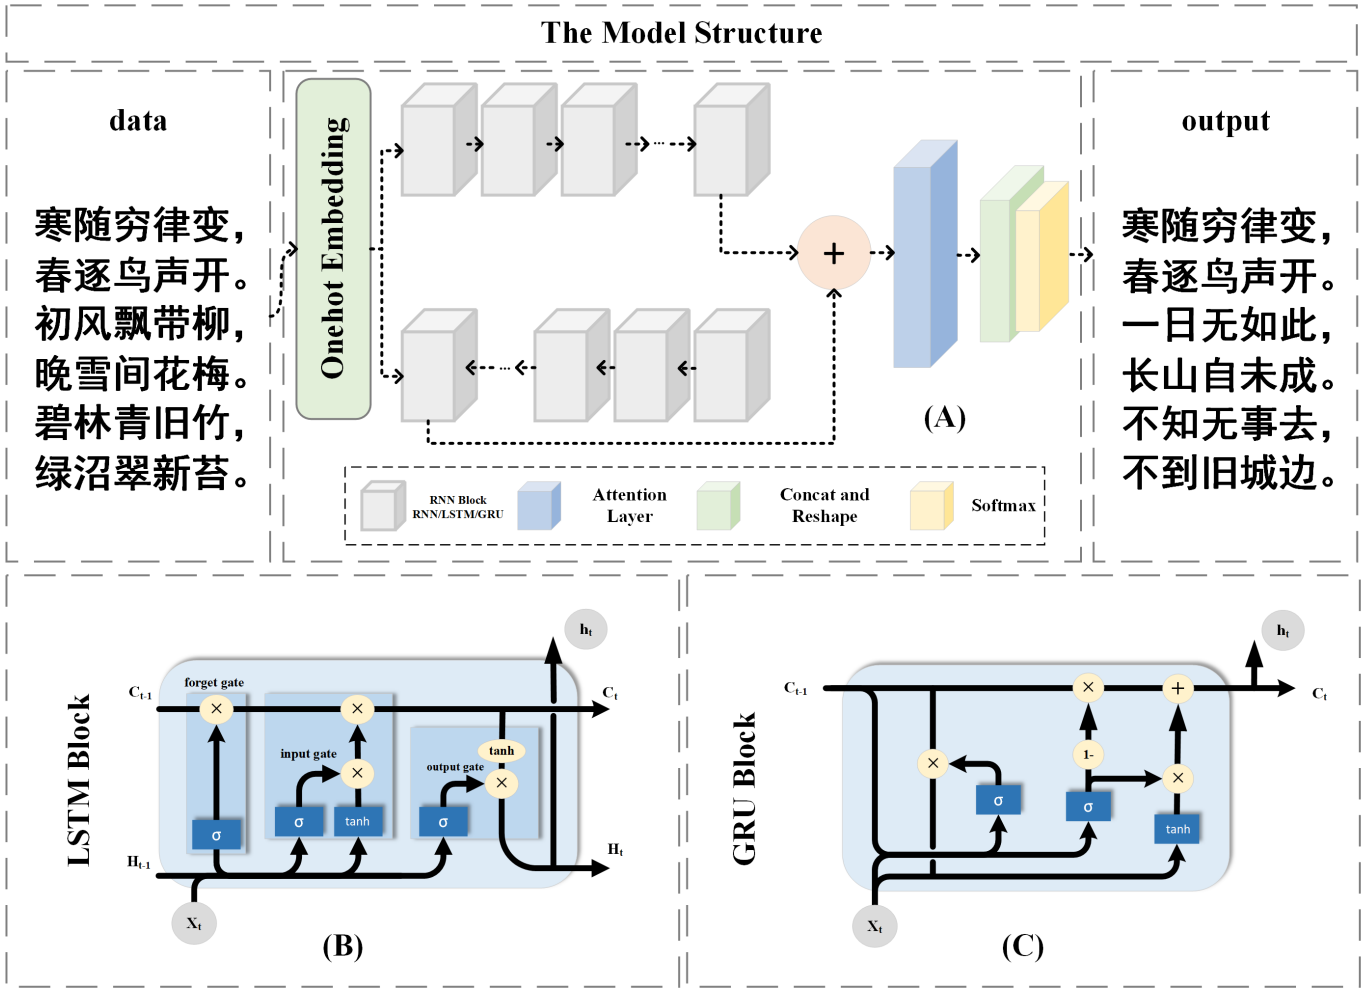 The Model Structure
data
寒随穷律变，
春逐鸟声开。
初风飘带柳，
晚雪间花梅。
碧林青旧竹，
绿沼翠新苔。
Onehot Embedding
...
...
+
(A)
RNN Block
RNN/LSTM/GRU
Attention
Layer
Concat and
Reshape
Softmax
output
寒随穷律变，
春逐鸟声开。
一日无如此，
长山自未成。
不知无事去，
不到旧城边。
LSTM Block
ht
Ct-1
forget gate
×
×
Ct
input gate
×
output gate
tanh
×
σ
σ
tanh
σ
Ht-1
Ht
Xt
(B)
GRU Block
ht
Ct-1
×
+
Ct
×
1-
×
σ
σ
tanh
Xt
(C)